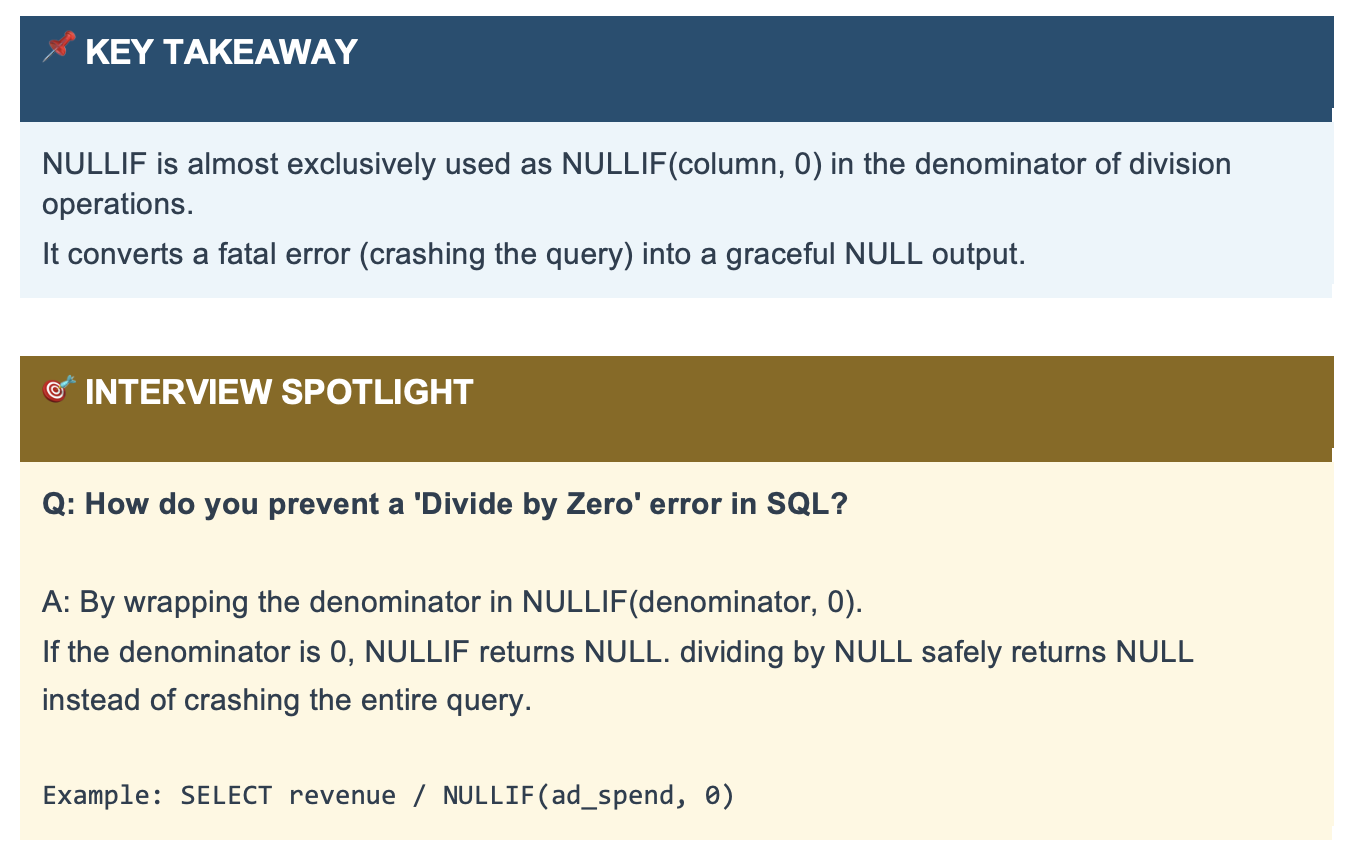 📌 KEY TAKEAWAY
NULLIF is almost exclusively used as NULLIF(column, 0) in the denominator of division
operations.
It converts a fatal error (crashing the query) into a graceful NULL output.
🎯 INTERVIEW SPOTLIGHT
Q: How do you prevent a 'Divide by Zero' error in SQL?
A: By wrapping the denominator in NULLIF(denominator, 0).
If the denominator is 0, NULLIF returns NULL. dividing by NULL safely returns NULL
instead of crashing the entire query.
Example: SELECT revenue / NULLIF(ad_spend, 0)